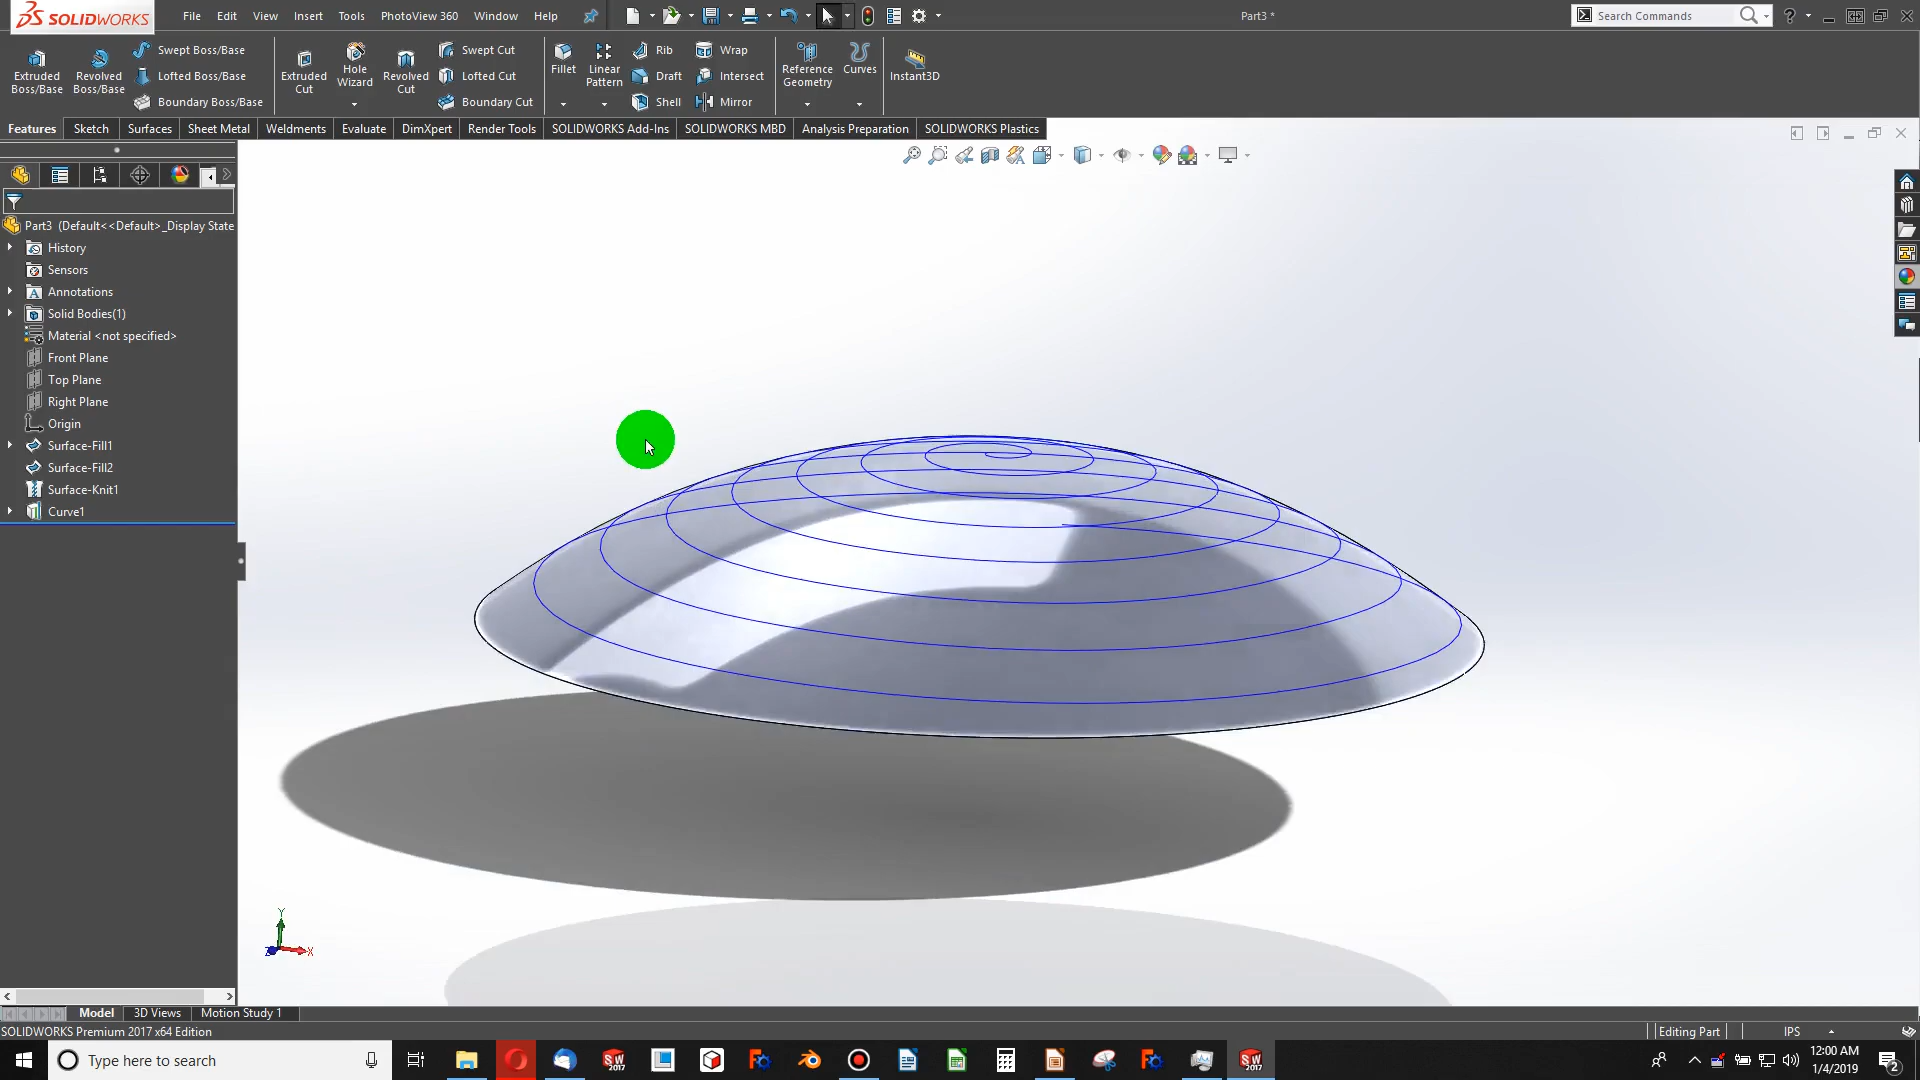 SOLIDWORKS File Edit View Insert Tools PhotoView 360 Window Help Part3 * Search Commands
Extruded Boss/Base
Revolved Boss/Base
Swept Boss/Base
Lofted Boss/Base
Boundary Boss/Base
Extruded Cut
Hole Wizard
Revolved Cut
Swept Cut
Lofted Cut
Boundary Cut
Fillet
Linear Pattern
Rib
Draft
Shell
Wrap
Intersect
Mirror
Reference Geometry
Curves
Instant3D
Features Sketch Surfaces Sheet Metal Weldments Evaluate DimXpert Render Tools SOLIDWORKS Add-Ins SOLIDWORKS MBD Analysis Preparation SOLIDWORKS Plastics
Part3 (Default<<Default>_Display State
History
Sensors
Annotations
Solid Bodies(1)
Material <not specified>
Front Plane
Top Plane
Right Plane
Origin
Surface-Fill1
Surface-Fill2
Surface-Knit1
Curve1
Y
X
Z
Model 3D Views Motion Study 1
SOLIDWORKS Premium 2017 x64 Edition Editing Part IPS
Type here to search
12:00 AM
1/4/2019
2